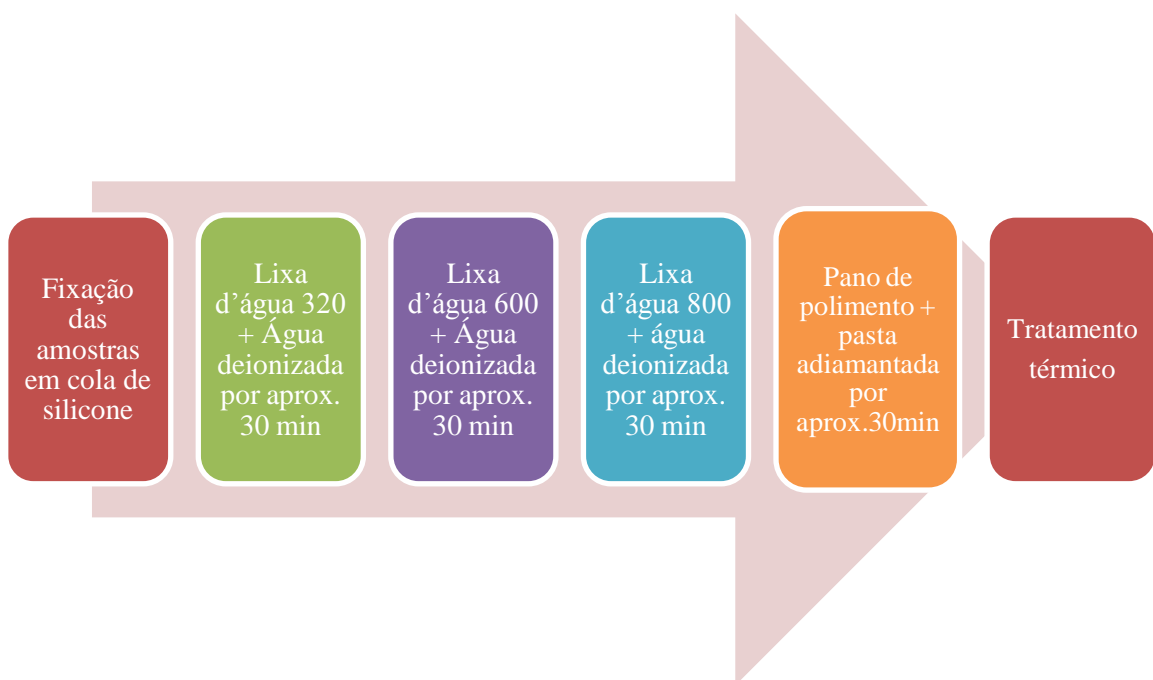 Fixação
das
amostras
em cola de
silicone
Lixa
d’água 320
+ Água
deionizada
por aprox.
30 min
Lixa
d’água 600
+ Água
deionizada
por aprox.
30 min
Lixa
d’água 800
+ água
deionizada
por aprox.
30 min
Pano de
polimento +
pasta
adiamantada
por
aprox.30min
Tratamento
térmico